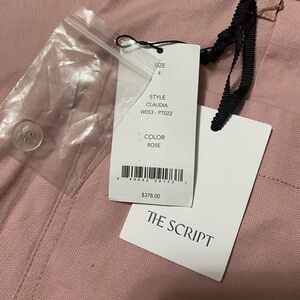 SIZE
4
STYLE
CLAUDIA
W053 - PT022
COLOR
ROSE
$378.00
THE SCRIPT